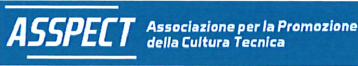 ASSPECT
Associazione per la Promozione
della Cultura Tecnica